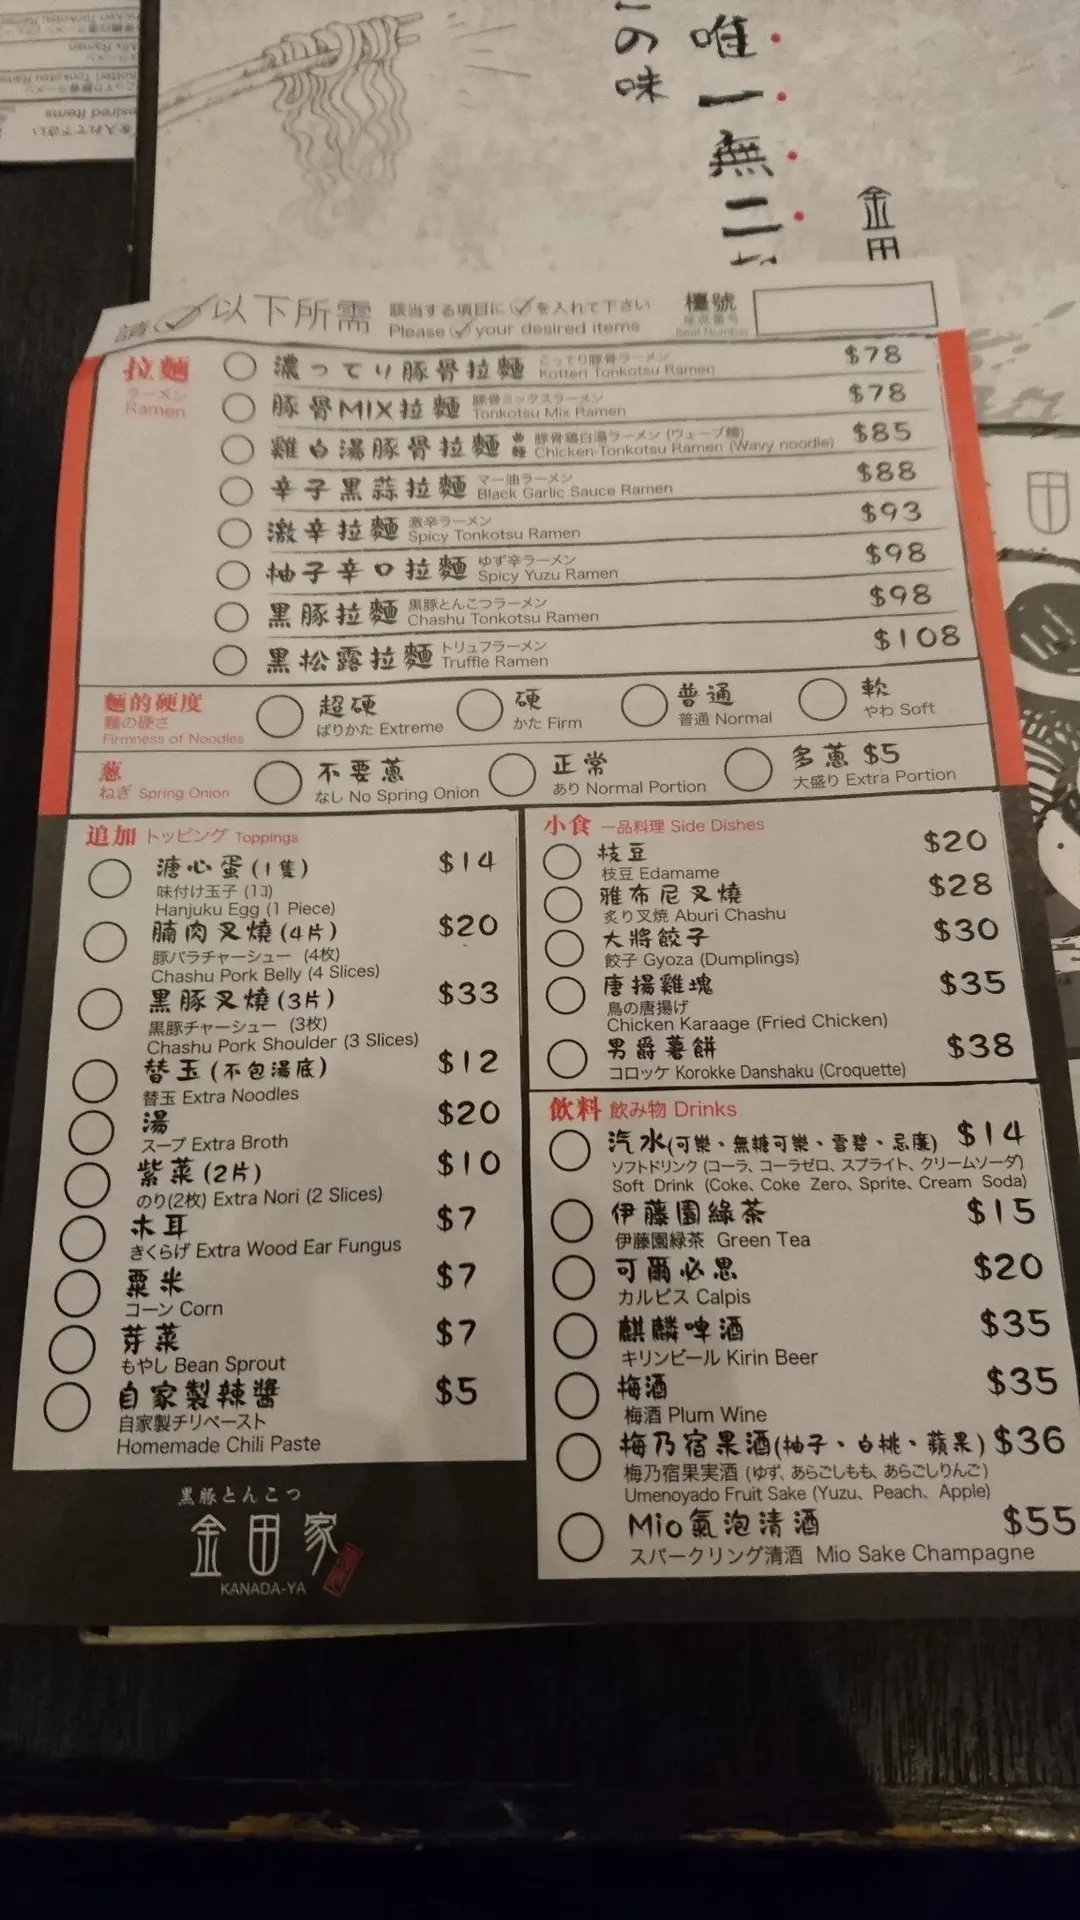 の味
唯一無二
金田
請 以下所需
該当する項目に を入れて下さい
Please your desired items
檯號
座席番号
Seat Number
拉麵
ラーメン
Ramen
濃ってり豚骨拉麵 こってり豚骨ラーメン Kotteri Tonkotsu Ramen $78
豚骨MIX拉麵 豚骨ミックスラーメン Tonkotsu Mix Ramen $78
雞白湯豚骨拉麵 曲麵 豚骨鶏白湯ラーメン (ウェーブ麺) Chicken-Tonkotsu Ramen (Wavy noodle) $85
辛子黒蒜拉麵 マー油ラーメン Black Garlic Sauce Ramen $88
激辛拉麵 激辛ラーメン Spicy Tonkotsu Ramen $93
柚子辛口拉麵 ゆず辛ラーメン Spicy Yuzu Ramen $98
黒豚拉麵 黒豚とんこつラーメン Chashu Tonkotsu Ramen $98
黒松露拉麵 トリュフラーメン Truffle Ramen $108
麵的硬度
麺の硬さ
Firmness of Noodles
超硬 ばりかた Extreme
硬 かた Firm
普通 普通 Normal
軟 やわ Soft
葱
ねぎ Spring Onion
不要蔥 なし No Spring Onion
正常 あり Normal Portion
多蔥 $5 大盛り Extra Portion
追加 トッピング Toppings
溏心蛋(1隻) $14
味付け玉子 (1コ)
Hanjuku Egg (1 Piece)
腩肉叉燒(4片) $20
豚バラチャーシュー (4枚)
Chashu Pork Belly (4 Slices)
黒豚叉燒(3片) $33
黒豚チャーシュー (3枚)
Chashu Pork Shoulder (3 Slices)
替玉(不包湯底) $12
替玉 Extra Noodles
湯 $20
スープ Extra Broth
紫菜(2片) $10
のり(2枚) Extra Nori (2 Slices)
木耳 $7
きくらげ Extra Wood Ear Fungus
粟米 $7
コーン Corn
芽菜 $7
もやし Bean Sprout
自家製辣醬 $5
自家製チリペースト
Homemade Chili Paste
小食 一品料理 Side Dishes
枝豆 $20
枝豆 Edamame
雅布尼叉燒 $28
炙り叉焼 Aburi Chashu
大將餃子 $30
餃子 Gyoza (Dumplings)
唐揚雞塊 $35
鳥の唐揚げ
Chicken Karaage (Fried Chicken)
男爵薯餅 $38
コロッケ Korokke Danshaku (Croquette)
飲料 飲み物 Drinks
汽水(可樂、無糖可樂、雪碧、忌廉) $14
ソフトドリンク (コーラ、コーラゼロ、スプライト、クリームソーダ)
Soft Drink (Coke、Coke Zero、Sprite、Cream Soda)
伊藤園綠茶 $15
伊藤園緑茶 Green Tea
可爾必思 $20
カルピス Calpis
麒麟啤酒 $35
キリンビール Kirin Beer
梅酒 $35
梅酒 Plum Wine
梅乃宿果酒(柚子、白桃、蘋果) $36
梅乃宿果実酒 (ゆず、あらごしもも、あらごしりんご)
Umenoyado Fruit Sake (Yuzu、Peach、Apple)
Mio氣泡清酒 $55
スパークリング清酒 Mio Sake Champagne
黒豚とんこつ
金田家
KANADA-YA